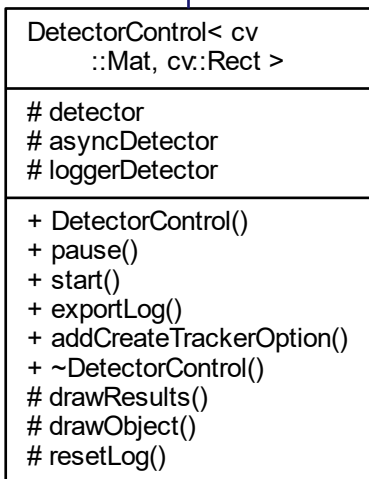 DetectorControl< cv
::Mat, cv::Rect >
# detector
# asyncDetector
# loggerDetector
+ DetectorControl()
+ pause()
+ start()
+ exportLog()
+ addCreateTrackerOption()
+ ~DetectorControl()
# drawResults()
# drawObject()
# resetLog()